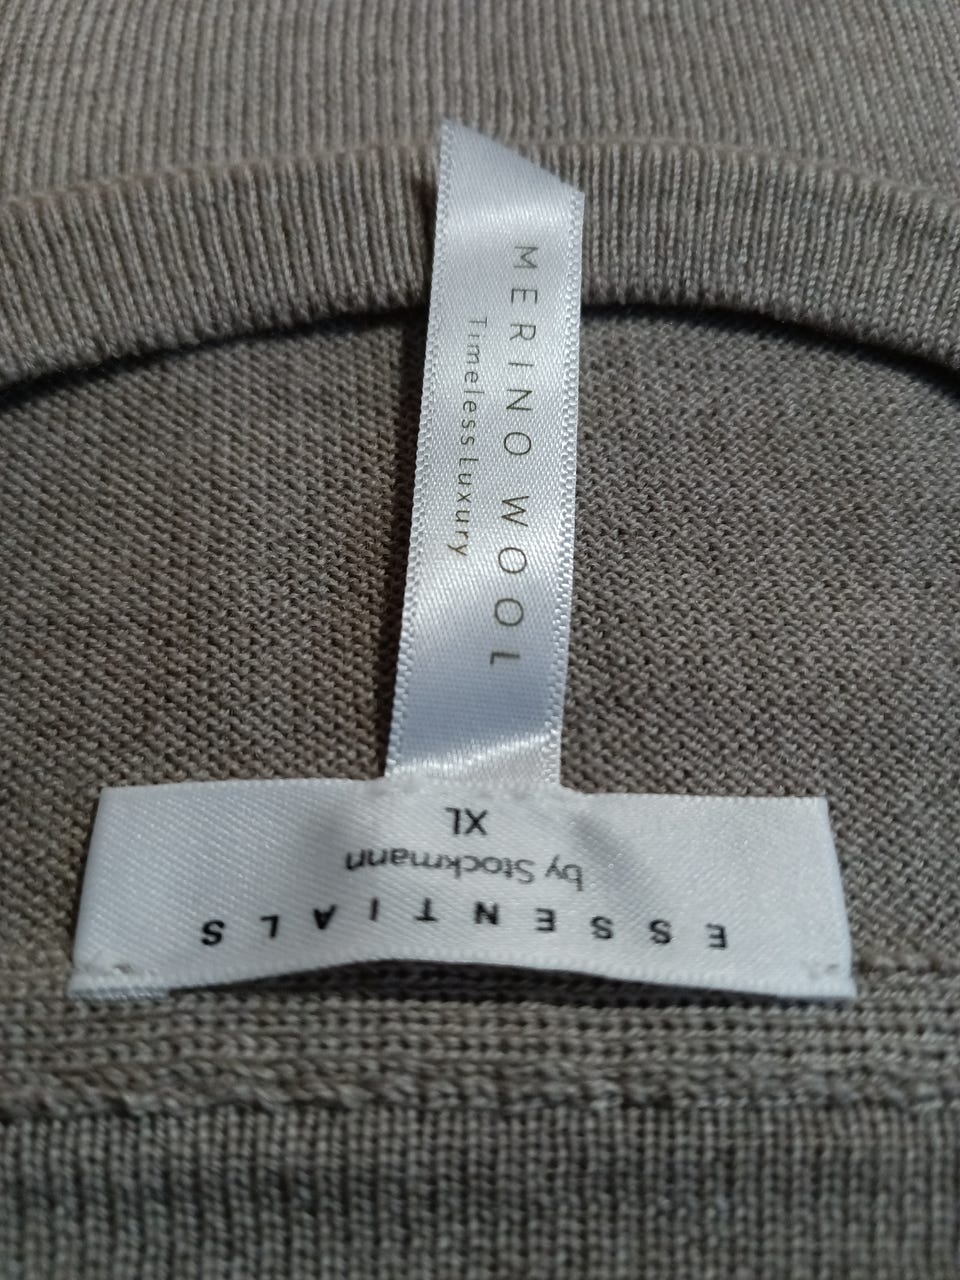 MERINO WOOL
Timeless Luxury
ESSENTIALS
by Stockmann
XL